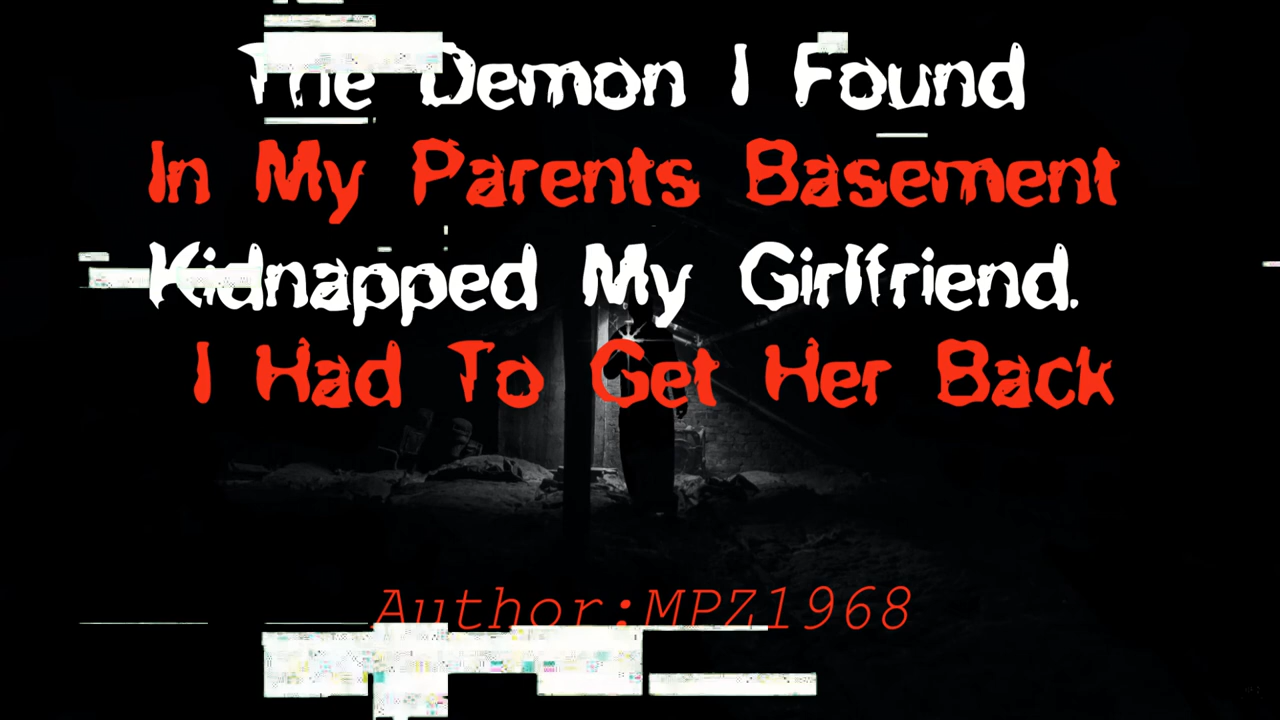 The Demon I Found
In My Parents Basement
Kidnapped My Girlfriend.
I Had To Get Her Back
Author:MPZ1968